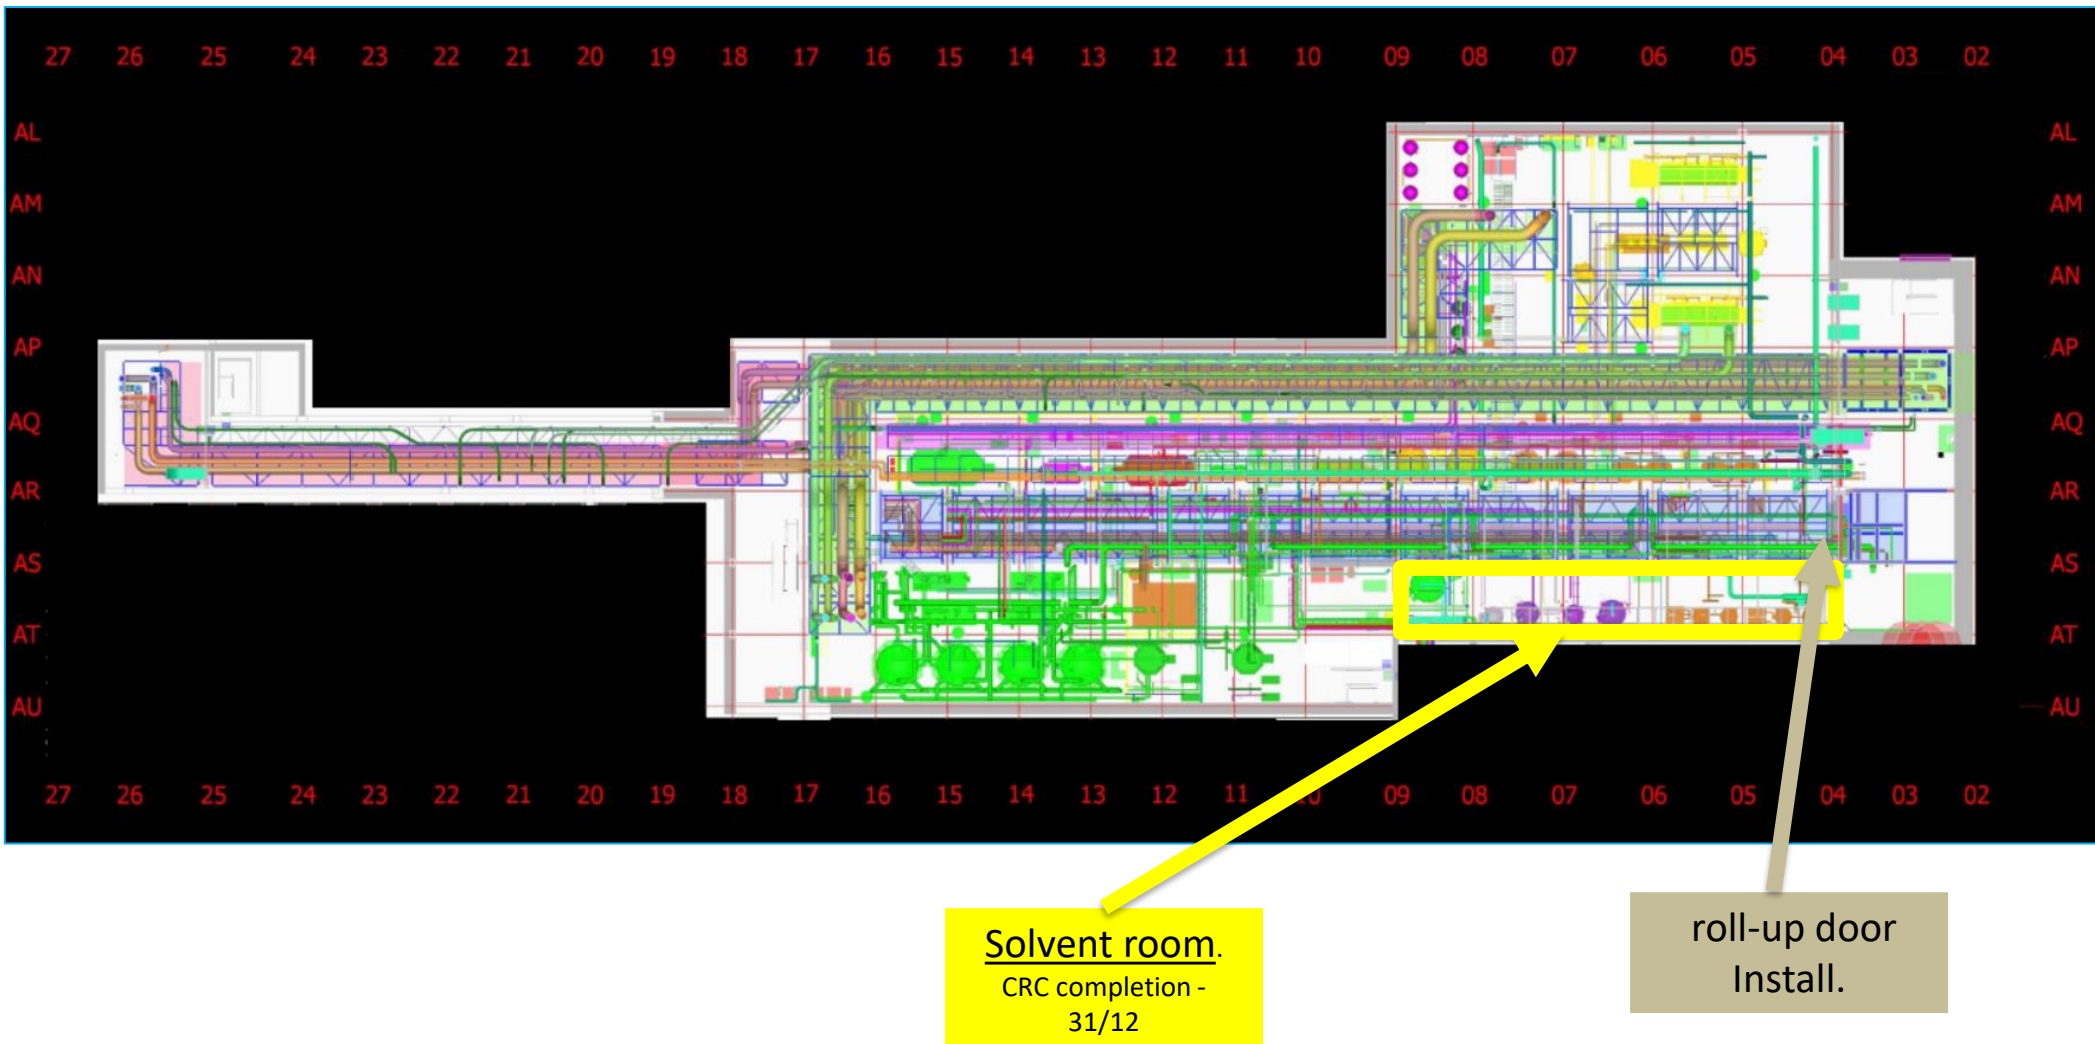 27 26 25 24 23 22 21 20 19 18 17 16 15 14 13 12 11 10 09 08 07 06 05 04 03 02
AL AL
AM AM
AN AN
AP AP
AQ AQ
AR AR
AS AS
AT AT
AU AU
27 26 25 24 23 22 21 20 19 18 17 16 15 14 13 12 11 10 09 08 07 06 05 04 03 02
Solvent room.
CRC completion -
31/12
roll-up door
Install.